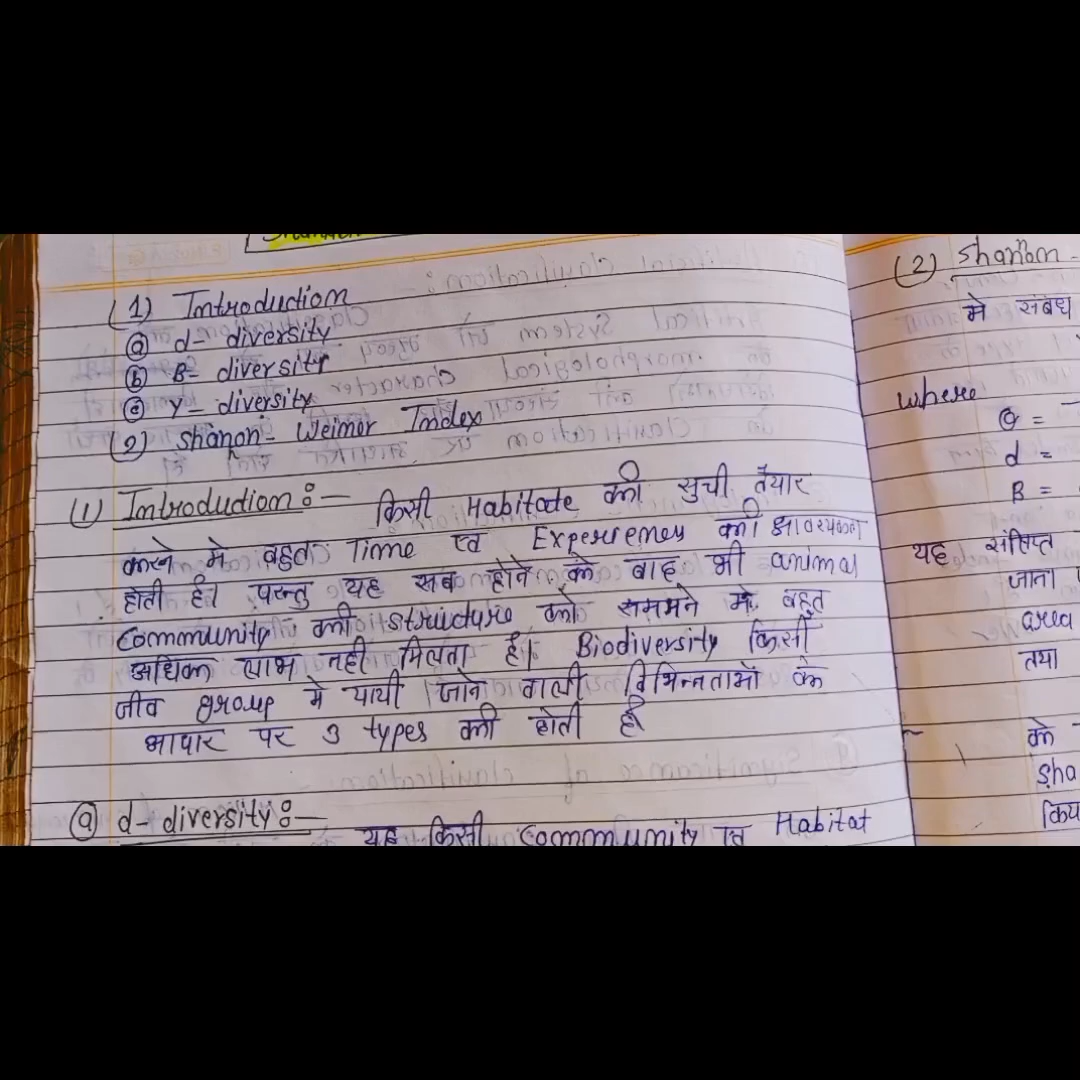 (1) Introduction
(a) d- diversity
(b) B- diversity
(c) y- diversity
(2) Shanon- Weimer Index
(1) Introduction :- किसी Habitate की सुची तैयार
करने मे बहुत Time एव की आवश्यकता
होती है। परन्तु यह सब होने के बाद भी animal
Community की structure को समझने मे बहुत
अधिक लाभ नही मिलता है। Biodiversity किसी
जीव group मे पायी जाने वाली विभिन्नताओं के
आधार पर 3 types की होती है
(a) d- diversity :- यह किसी Community एव Habitat
(2) Shanon-
मे संबंध
where
Q =
d =
B =
यह संक्षिप्त
जाना
area
तथा
के
Sha
किय